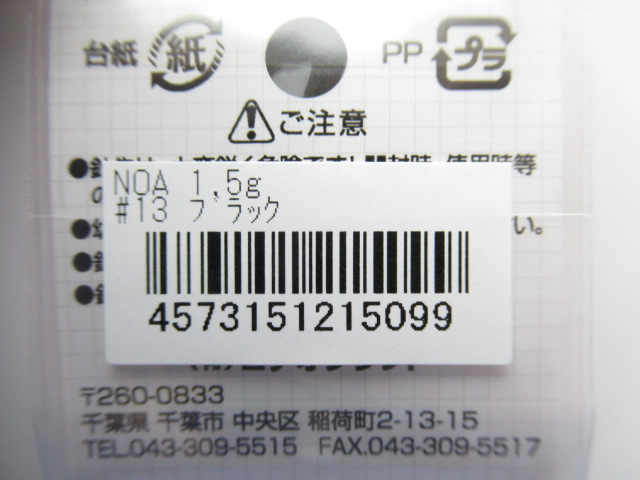 台紙 紙 PP プラ
ご注意
NOA 1.5g
#13 ブラック
4573151215099
〒260-0833
千葉県 千葉市 中央区 稲荷町2-13-15
TEL.043-309-5515 FAX.043-309-5517